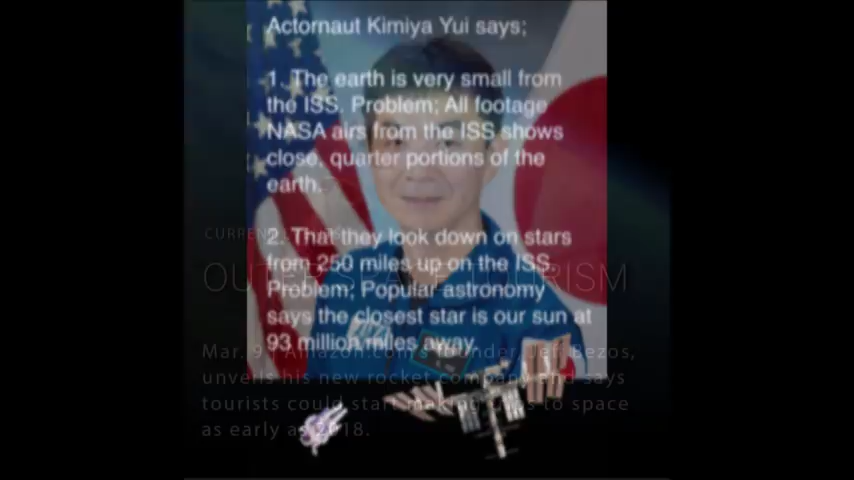 Actornaut Kimiya Yui says;
1. The earth is very small from
the ISS. Problem; All footage
NASA airs from the ISS shows
close, quarter portions of the
earth.
2. That they look down on stars
from 250 miles up on the ISS.
Problem; Popular astronomy
says the closest star is our sun at
93 million miles away.
OUTER SPACE TOURISM
Mar. 9, Amazon.com's founder, Jeff Bezos,
unveils his new rocket company and says
tourists could start making trips to space
as early as 2018.